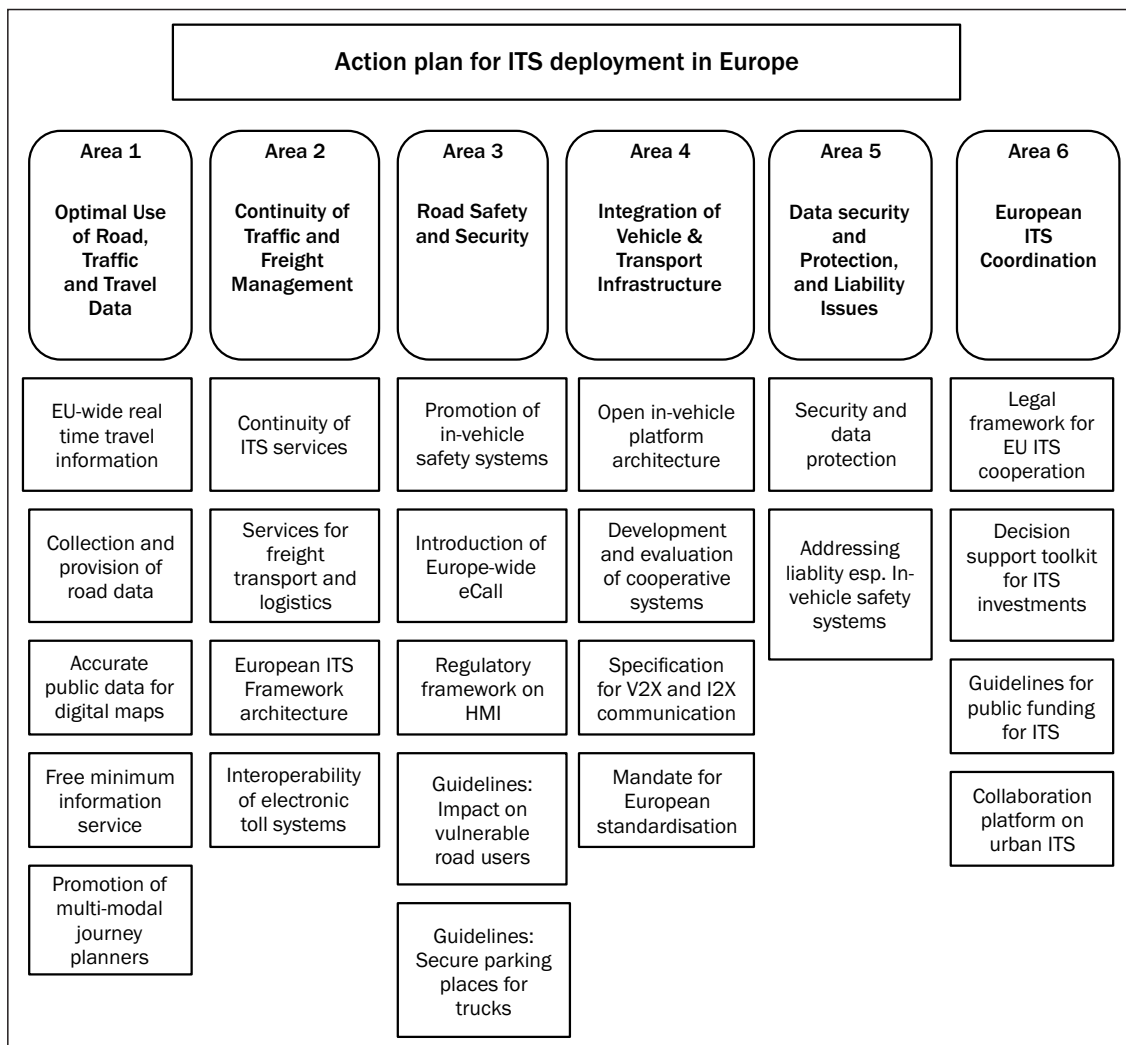 Action plan for ITS deployment in Europe
Area 1
Optimal Use
of Road,
Traffic
and Travel
Data
EU-wide real
time travel
information
Collection and
provision of
road data
Accurate
public data for
digital maps
Free minimum
information
service
Promotion of
multi-modal
journey
planners
Area 2
Continuity of
Traffic and
Freight
Management
Continuity of
ITS services
Services for
freight
transport and
logistics
European ITS
Framework
architecture
Interoperability
of electronic
toll systems
Area 3
Road Safety
and Security
Promotion of
in-vehicle
safety systems
Introduction of
Europe-wide
eCall
Regulatory
framework on
HMI
Guidelines:
Impact on
vulnerable
road users
Guidelines:
Secure parking
places for
trucks
Area 4
Integration of
Vehicle &
Transport
Infrastructure
Open in-vehicle
platform
architecture
Development
and evaluation
of cooperative
systems
Specification
for V2X and I2X
communication
Mandate for
European
standardisation
Area 5
Data security
and
Protection,
and Liability
Issues
Security and
data
protection
Addressing
liablity esp. In-
vehicle safety
systems
Area 6
European
ITS
Coordination
Legal
framework for
EU ITS
cooperation
Decision
support toolkit
for ITS
investments
Guidelines for
public funding
for ITS
Collaboration
platform on
urban ITS